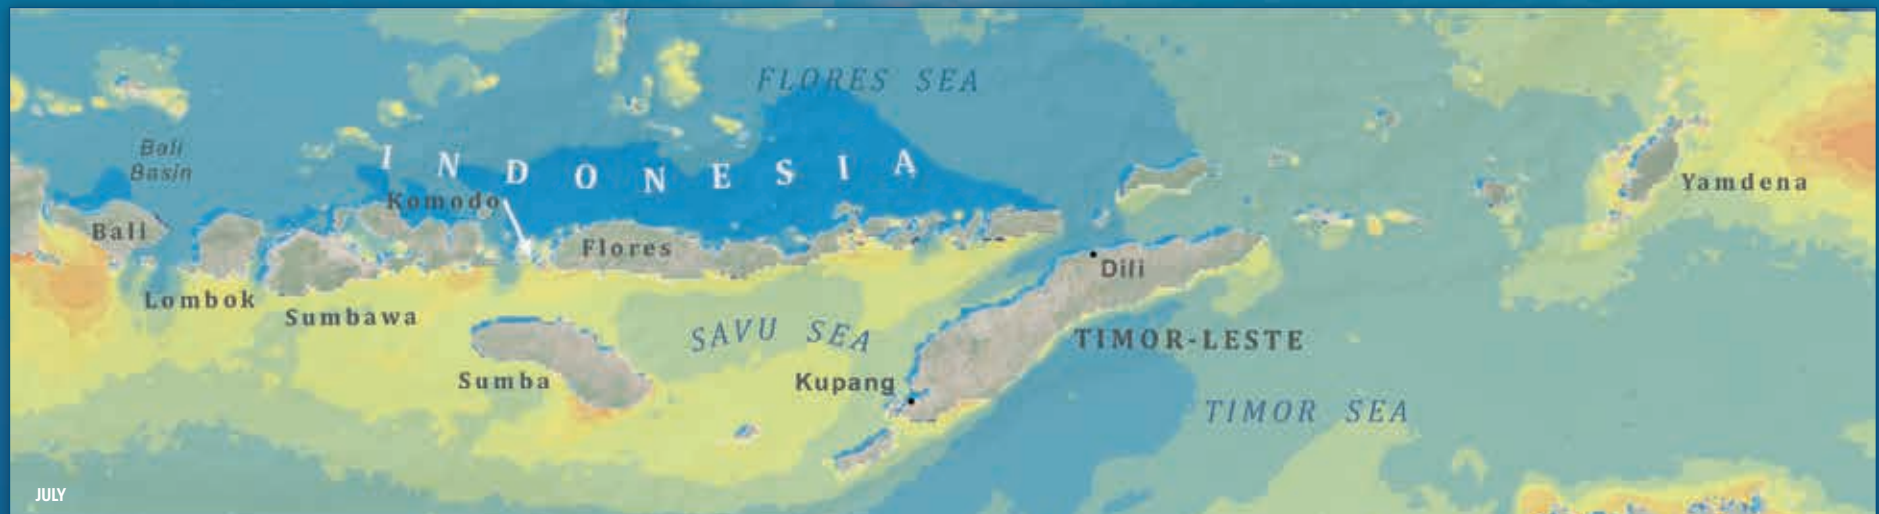 FLORES SEA
Bali
Basin
INDONESIA
Komodo
Yamdena
Bali
Flores
Dili
Lombok
Sumbawa
SAVU SEA
TIMOR-LESTE
Sumba
Kupang
TIMOR SEA
JULY